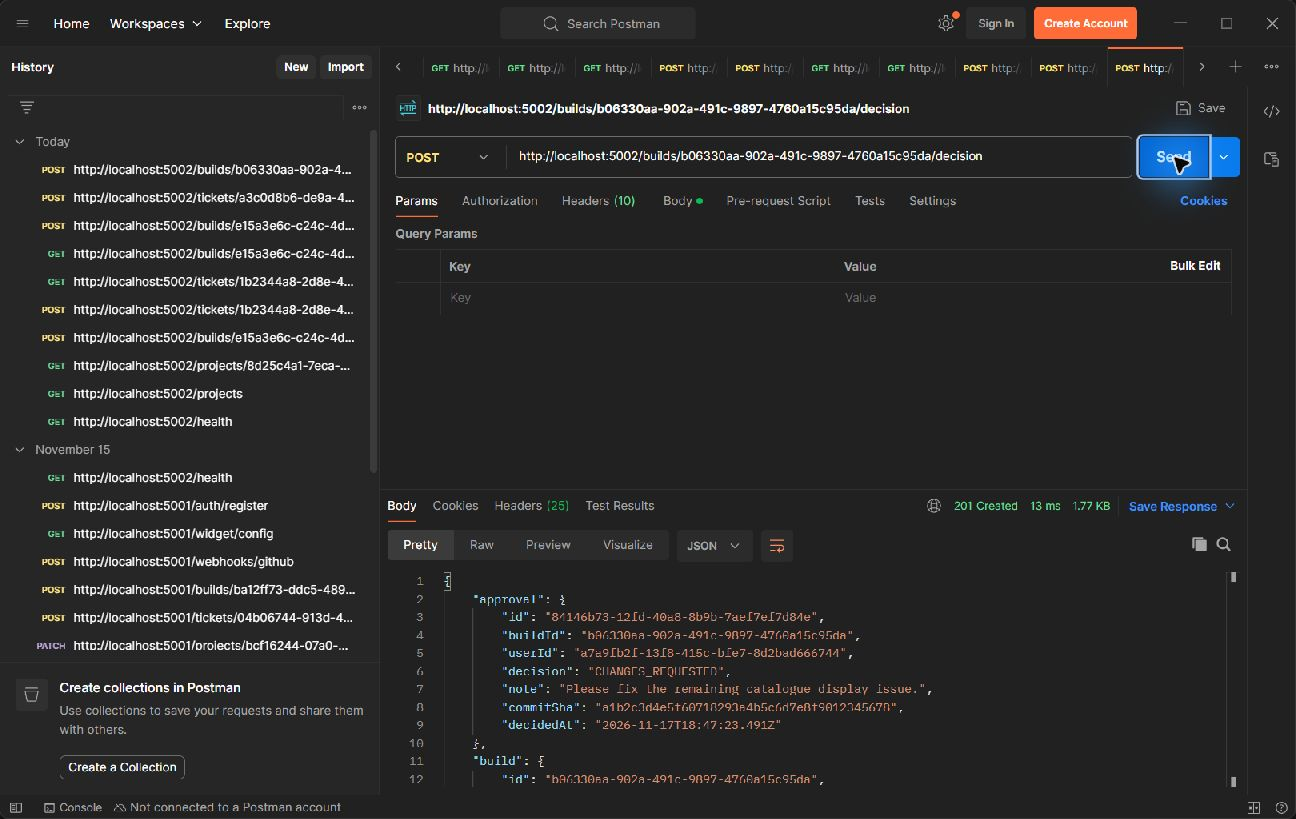 Home Workspaces Explore Search Postman Sign In Create Account
History New Import
GET http:// GET http:// GET http:// POST http:/ POST http:/ GET http:// GET http:// POST http:/ POST http:/ POST http:/
HTTP http://localhost:5002/builds/b06330aa-902a-491c-9897-4760a15c95da/decision Save
Today
POST http://localhost:5002/builds/b06330aa-902a-4...
POST http://localhost:5002/tickets/a3c0d8b6-de9a-4...
POST http://localhost:5002/builds/e15a3e6c-c24c-4d...
GET http://localhost:5002/builds/e15a3e6c-c24c-4d...
GET http://localhost:5002/tickets/1b2344a8-2d8e-4...
POST http://localhost:5002/tickets/1b2344a8-2d8e-4...
POST http://localhost:5002/builds/e15a3e6c-c24c-4d...
GET http://localhost:5002/projects/8d25c4a1-7eca-...
GET http://localhost:5002/projects
GET http://localhost:5002/health
November 15
GET http://localhost:5002/health
POST http://localhost:5001/auth/register
GET http://localhost:5001/widget/config
POST http://localhost:5001/webhooks/github
POST http://localhost:5001/builds/ba12ff73-ddc5-489...
POST http://localhost:5001/tickets/04b06744-913d-4...
PATCH http://localhost:5001/projects/bcf16244-07a0-...
Create collections in Postman
Use collections to save your requests and share them
with others.
Create a Collection
POST http://localhost:5002/builds/b06330aa-902a-491c-9897-4760a15c95da/decision Send
Params Authorization Headers (10) Body Pre-request Script Tests Settings Cookies
Query Params
Key Value Bulk Edit
Key Value
Body Cookies Headers (25) Test Results 201 Created 13 ms 1.77 KB Save Response
Pretty Raw Preview Visualize JSON
1 {
2 "approval": {
3 "id": "84146b73-12fd-40a8-8b9b-7aef7ef7d84e",
4 "buildId": "b06330aa-902a-491c-9897-4760a15c95da",
5 "userId": "a7a9fb2f-13f8-415c-bfe7-8d2bad666744",
6 "decision": "CHANGES_REQUESTED",
7 "note": "Please fix the remaining catalogue display issue.",
8 "commitSha": "a1b2c3d4e5f60718293a4b5c6d7e8f9012345678",
9 "decidedAt": "2026-11-17T18:47:23.491Z"
10 },
11 "build": {
12 "id": "b06330aa-902a-491c-9897-4760a15c95da",
Console Not connected to a Postman account